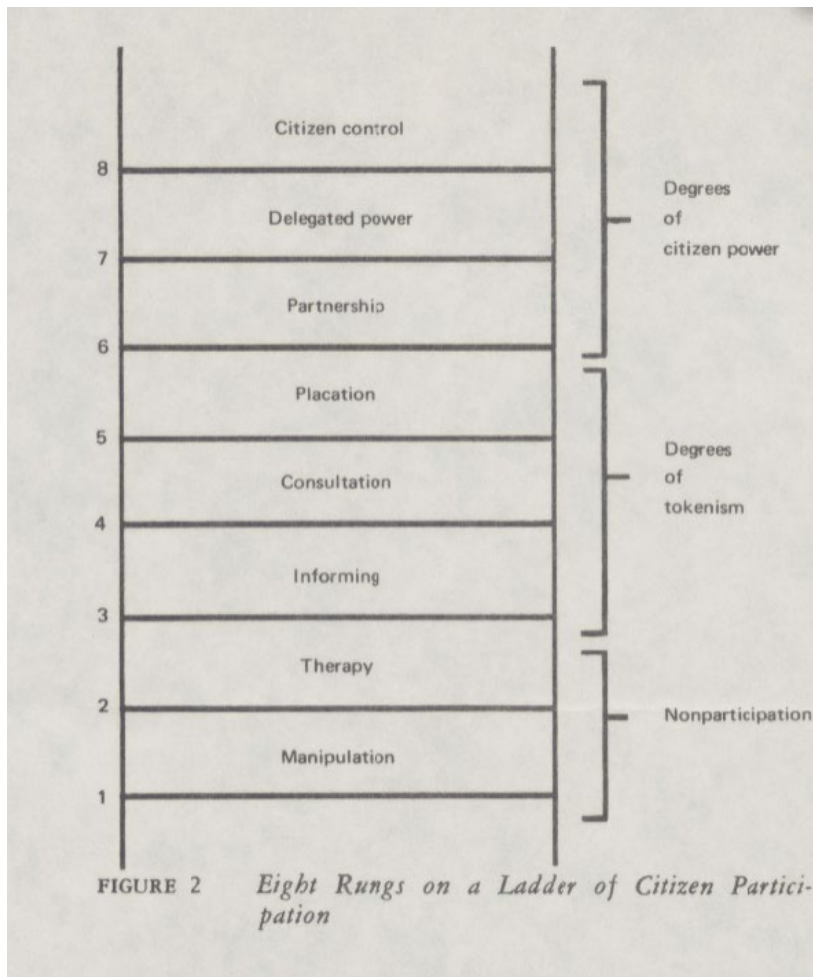 Citizen control
8
Delegated power
7
Partnership
6
Placation
5
Consultation
4
Informing
3
Therapy
2
Manipulation
1
Degrees
of
citizen power
Degrees
of
tokenism
Nonparticipation
FIGURE 2 Eight Rungs on a Ladder of Citizen Partici-
pation